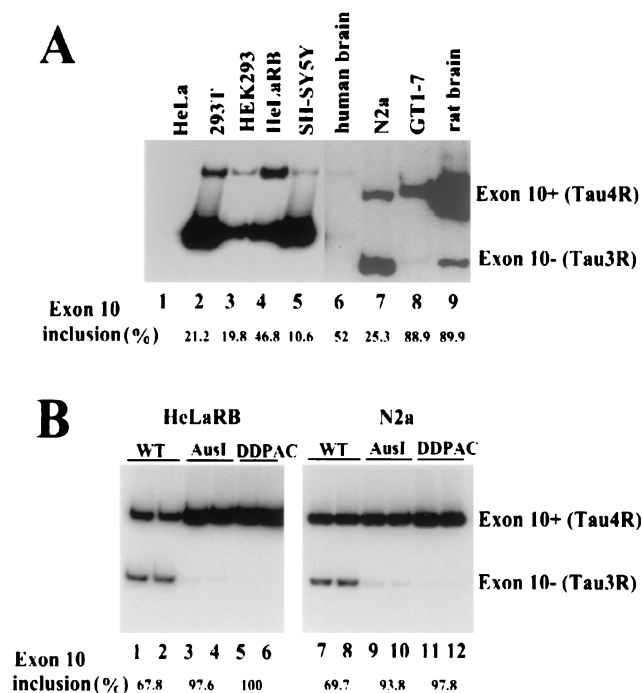 A
HeLa 293T HEK293 HeLaRB SH-SY5Y human brain N2a GT1-7 rat brain
Exon 10+ (Tau4R)
Exon 10- (Tau3R)
1 2 3 4 5 6 7 8 9
Exon 10
inclusion(%) 21.2 19.8 46.8 10.6 52 25.3 88.9 89.9
B
HeLaRB N2a
WT AusI DDPAC WT AusI DDPAC
Exon 10+ (Tau4R)
Exon 10- (Tau3R)
1 2 3 4 5 6 7 8 9 10 11 12
Exon 10
inclusion (%) 67.8 97.6 100 69.7 93.8 97.8